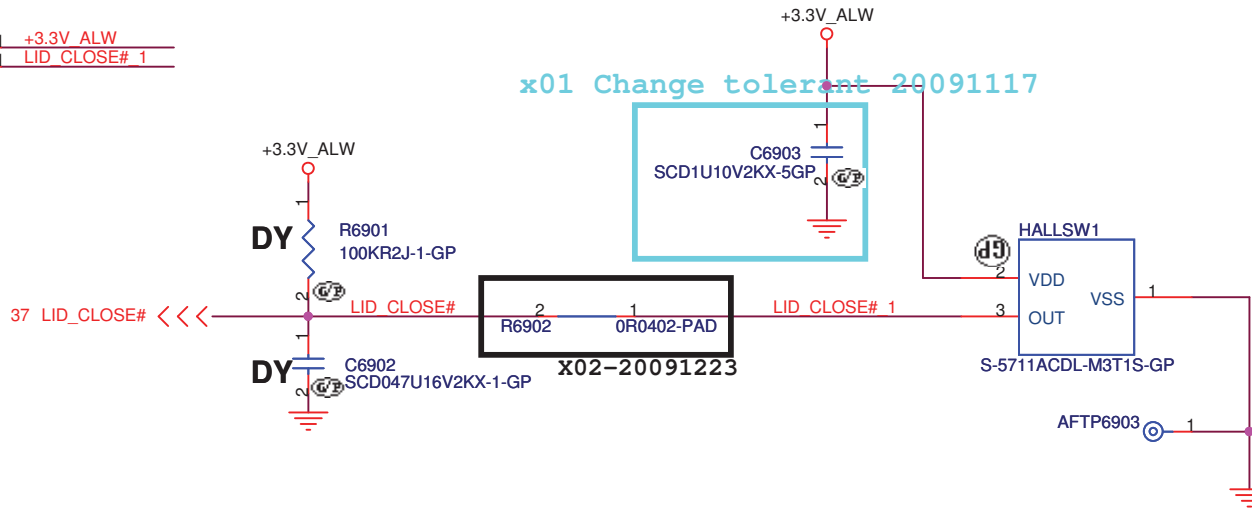 +3.3V_ALW
+3.3V_ALW
LID_CLOSE#_1
x01 Change tolerant 20091117
1
+3.3V_ALW
C6903
SCD1U10V2KX-5GP
2
G/P
1
DY
R6901
100KR2J-1-GP
HALLSW1
GP
2
VDD
2
G/P
VSS
1
37 LID_CLOSE#
LID_CLOSE#
2
1
LID_CLOSE#_1
3
OUT
R6902
0R0402-PAD
1
DY
C6902
X02-20091223
S-5711ACDL-M3T1S-GP
2
G/P
SCD047U16V2KX-1-GP
AFTP6903
1